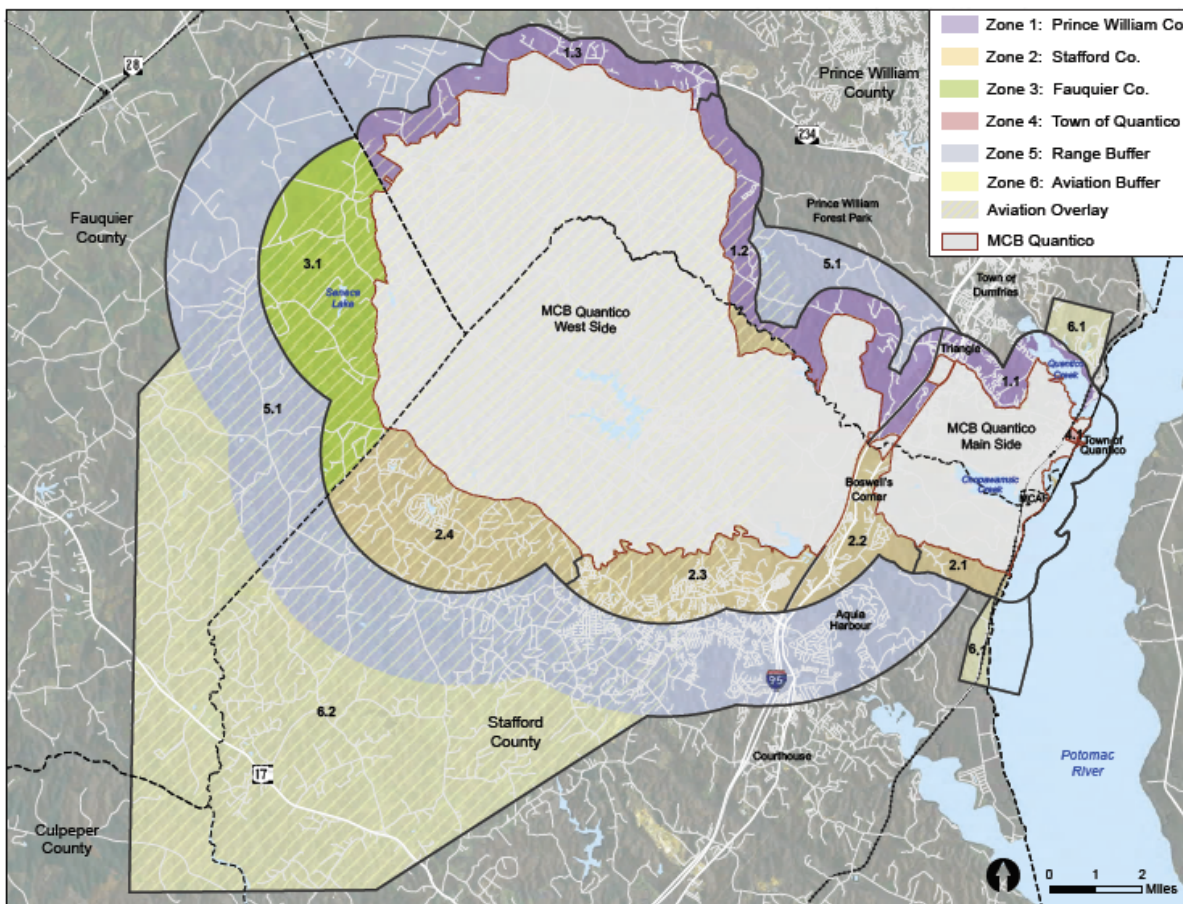 Zone 1: Prince William Co
Zone 2: Stafford Co.
Zone 3: Fauquier Co.
Zone 4: Town of Quantico
Zone 5: Range Buffer
Zone 6: Aviation Buffer
Aviation Overlay
MCB Quantico
28
1.3
Prince William
County
234
Prince William
Forest Park
Fauquier
County
3.1
Seneca
Lake
1.2
5.1
Town of
Dumfries
6.1
MCB Quantico
West Side
Triangle
Quantico
Creek
1.1
5.1
MCB Quantico
Main Side
4.1
Town of
Quantico
Boswell's
Corner
Chopawamsic
Creek
MCAF
2.4
2.3
2.2
2.1
Aquia
Harbour
6.1
95
6.2
Stafford
County
Courthouse
17
Potomac
River
Culpeper
County
0 1 2
Miles